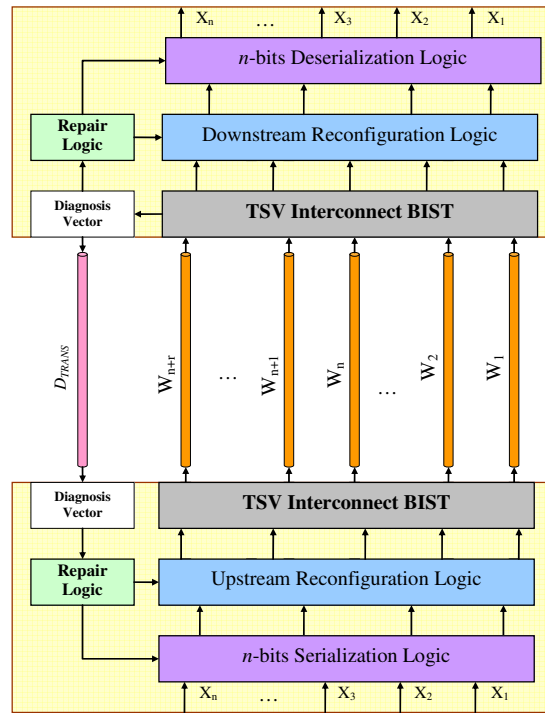 Xₙ ... X₃ X₂ X₁
n-bits Deserialization Logic
Repair
Logic
Downstream Reconfiguration Logic
Diagnosis
Vector
TSV Interconnect BIST
D_TRANS
Wₙ₊ᵣ
...
Wₙ₊₁
Wₙ
...
W₂
W₁
Diagnosis
Vector
TSV Interconnect BIST
Repair
Logic
Upstream Reconfiguration Logic
n-bits Serialization Logic
Xₙ ... X₃ X₂ X₁